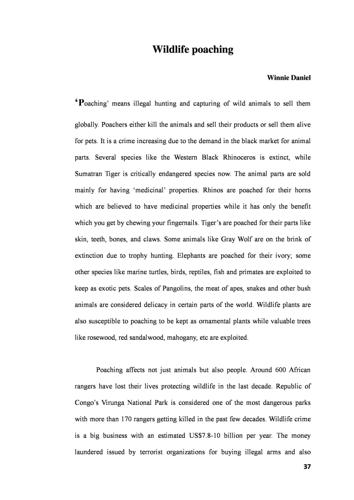 Wildlife poaching
Winnie Daniel
‘Poaching’ means illegal hunting and capturing of wild animals to sell them
globally. Poachers either kill the animals and sell their products or sell them alive
for pets. It is a crime increasing due to the demand in the black market for animal
parts. Several species like the Western Black Rhinoceros is extinct, while
Sumatran Tiger is critically endangered species now. The animal parts are sold
mainly for having ‘medicinal’ properties. Rhinos are poached for their horns
which are believed to have medicinal properties while it has only the benefit
which you get by chewing your fingernails. Tiger’s are poached for their parts like
skin, teeth, bones, and claws. Some animals like Gray Wolf are on the brink of
extinction due to trophy hunting. Elephants are poached for their ivory; some
other species like marine turtles, birds, reptiles, fish and primates are exploited to
keep as exotic pets. Scales of Pangolins, the meat of apes, snakes and other bush
animals are considered delicacy in certain parts of the world. Wildlife plants are
also susceptible to poaching to be kept as ornamental plants while valuable trees
like rosewood, red sandalwood, mahogany, etc are exploited.
Poaching affects not just animals but also people. Around 600 African
rangers have lost their lives protecting wildlife in the last decade. Republic of
Congo’s Virunga National Park is considered one of the most dangerous parks
with more than 170 rangers getting killed in the past few decades. Wildlife crime
is a big business with an estimated US$7.8-10 billion per year. The money
laundered issued by terrorist organizations for buying illegal arms and also
37